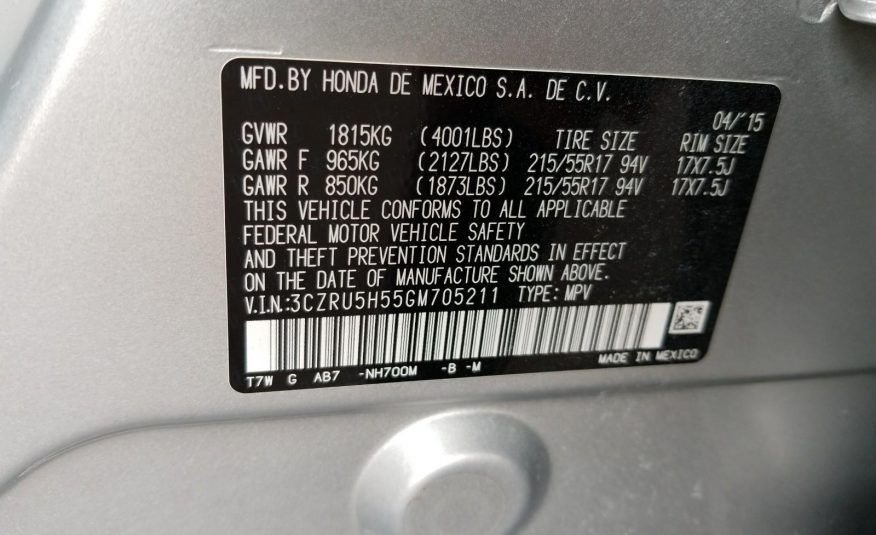 MFD.BY HONDA DE MEXICO S.A. DE C.V.
04/'15
GVWR 1815KG (4001LBS) TIRE SIZE RIM SIZE
GAWR F 965KG (2127LBS) 215/55R17 94V 17X7.5J
GAWR R 850KG (1873LBS) 215/55R17 94V 17X7.5J
THIS VEHICLE CONFORMS TO ALL APPLICABLE
FEDERAL MOTOR VEHICLE SAFETY
AND THEFT PREVENTION STANDARDS IN EFFECT
ON THE DATE OF MANUFACTURE SHOWN ABOVE.
V.I.N.:3CZRU5H55GM705211 TYPE: MPV
MADE IN MEXICO
T7W G AB7 -NH700M -B -M